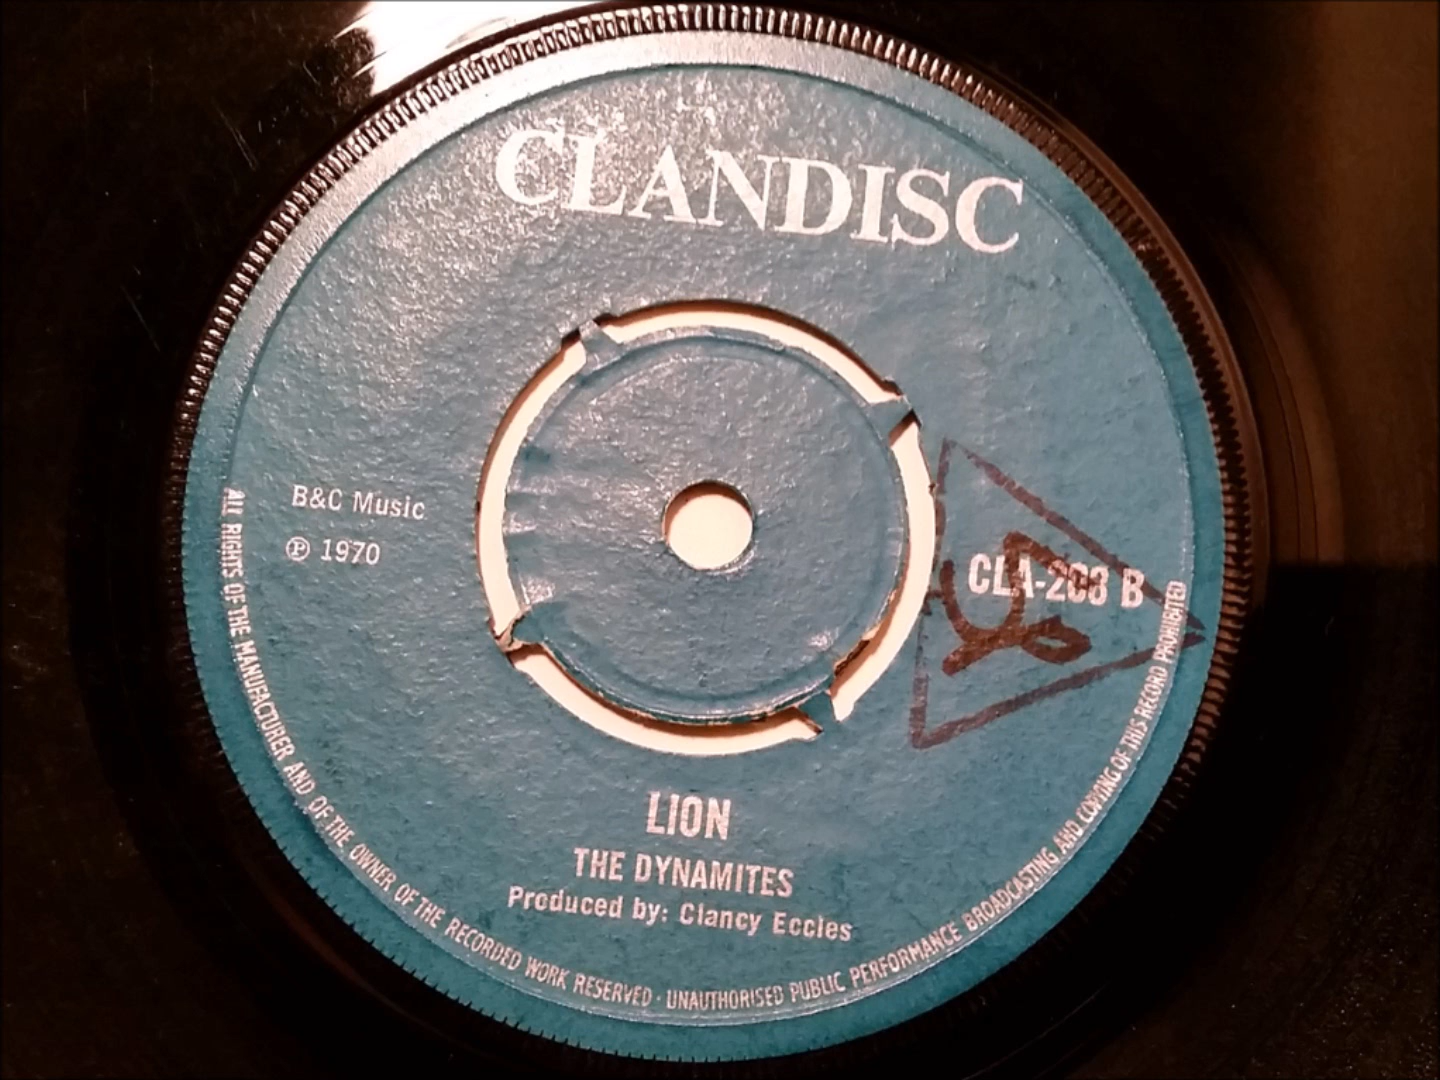 CLANDISC
B&C Music
℗ 1970
CLA-208 B
LION
THE DYNAMITES
Produced by: Clancy Eccles
ALL RIGHTS OF THE MANUFACTURER AND OF THE OWNER OF THE RECORDED WORK RESERVED · UNAUTHORISED PUBLIC PERFORMANCE BROADCASTING AND COPYING OF THIS RECORD PROHIBITED